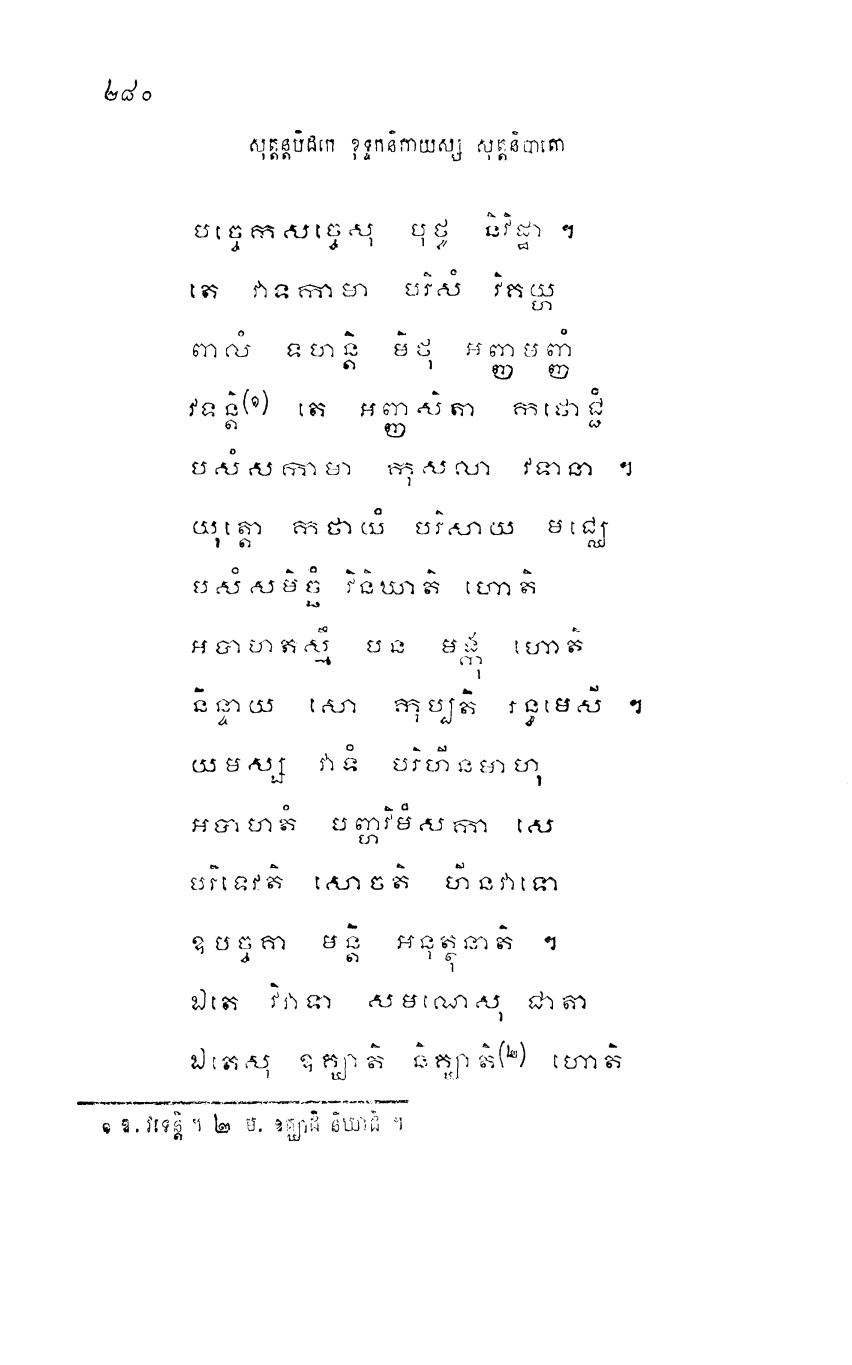 ២៨០
សុត្តន្តបិដកេ ខុទ្ទកនិកាយស្ស សុត្តនិបាតោ
បច្ចេកសច្ចេសុ បុថូ និវិដ្ឋា ។
តេ វាទកាមា បរិសំ វិគយ្ហ
ពាលំ ទហន្តិ មិថុ អញ្ញមញ្ញំ
វទន្តិ(១) តេ អញ្ញសិតា កថោជ្ជំ
បសំសកាមា កុសលា វទានា ។
យុត្តោ កថាយំ បរិសាយ មជ្ឈេ
បសំសមិច្ឆំ វិនិឃាតិ ហោតិ
អបាហតស្មឹ បន មង្កុ ហោតិ
និន្ទាយ សោ កុប្បតិ រន្ធមេសី ។
យមស្ស វាទំ បរិហីនមាហុ
អបាហតំ បញ្ហវិមំសកា សេ
បរិទេវតិ សោចតិ ហីនវាទោ
ឧបច្ចគា មន្តិ អនុត្ថុនាតិ ។
ឯតេ វិវាទា សមណេសុ ជាតា
ឯតេសុ ឧគ្ឃាតិ និគ្ឃាតិ(២) ហោតិ
១ ឧ. វទេន្តិ ។ ២ ម. ឧគ្ឃាដិ និឃាដិ ។